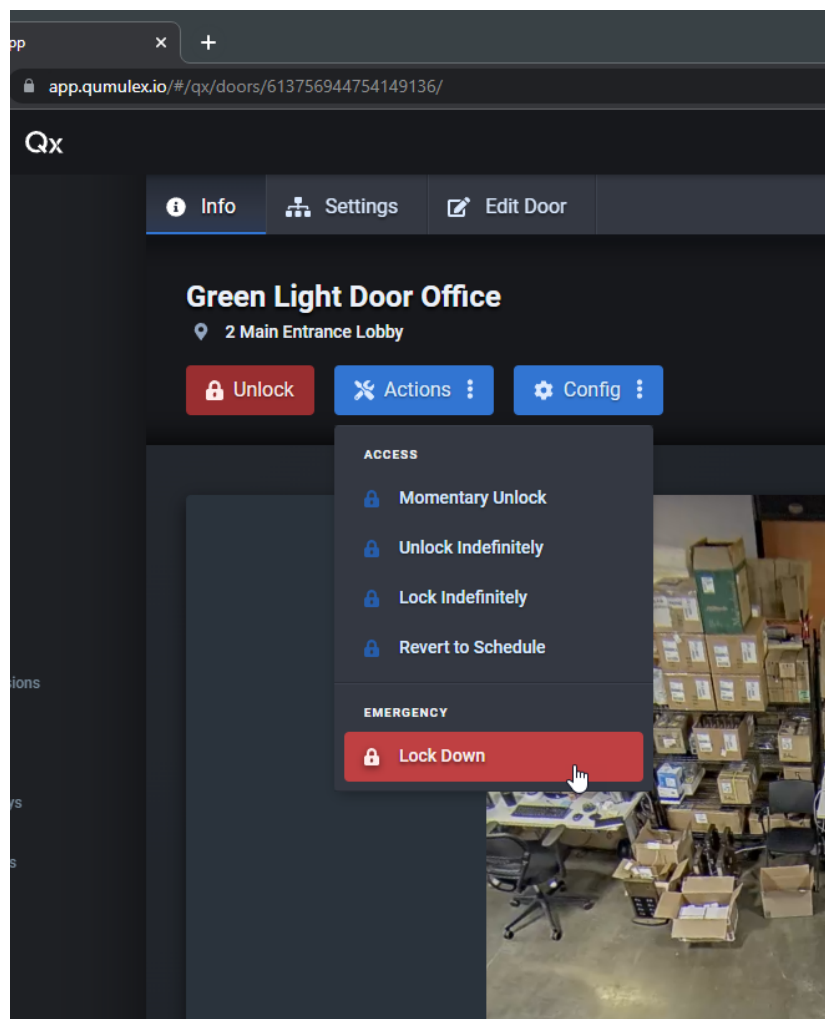 pp
app.qumulex.io/#/qx/doors/613756944754149136/
Qx
Info Settings Edit Door
Green Light Door Office
2 Main Entrance Lobby
Unlock Actions Config
ACCESS
Momentary Unlock
Unlock Indefinitely
Lock Indefinitely
Revert to Schedule
sions
EMERGENCY
Lock Down
ys
s